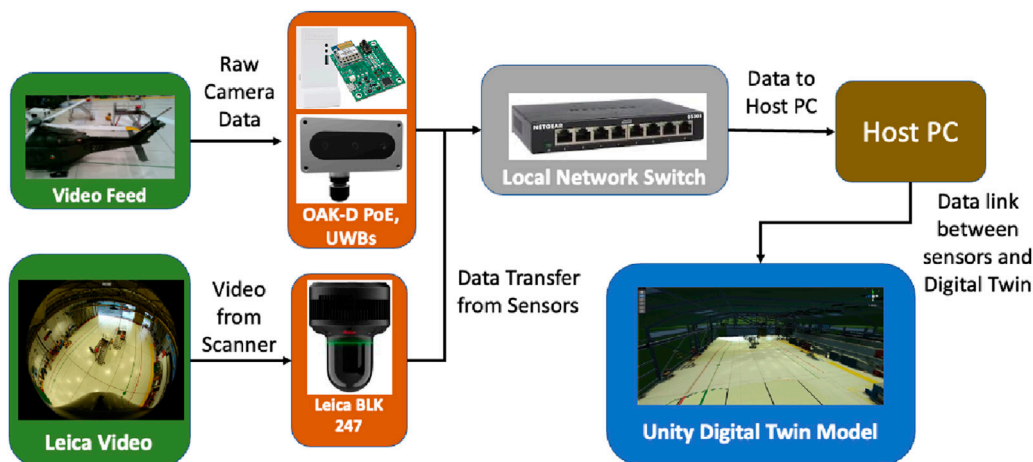 Raw
Camera
Data
Video Feed
OAK-D PoE,
UWBs
NETGEAR
Local Network Switch
Data to
Host PC
Host PC
Data link
between
sensors and
Digital Twin
Data Transfer
from Sensors
Video
from
Scanner
Leica Video
Leica BLK
247
Unity Digital Twin Model